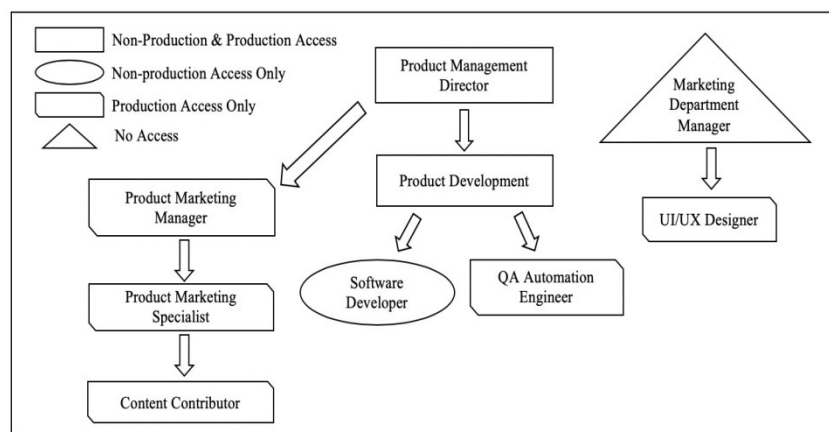 Non-Production & Production Access
Non-production Access Only
Production Access Only
No Access
Product Management
Director
Marketing
Department
Manager
Product Development
Product Marketing
Manager
UI/UX Designer
Software
Developer
QA Automation
Engineer
Product Marketing
Specialist
Content Contributor